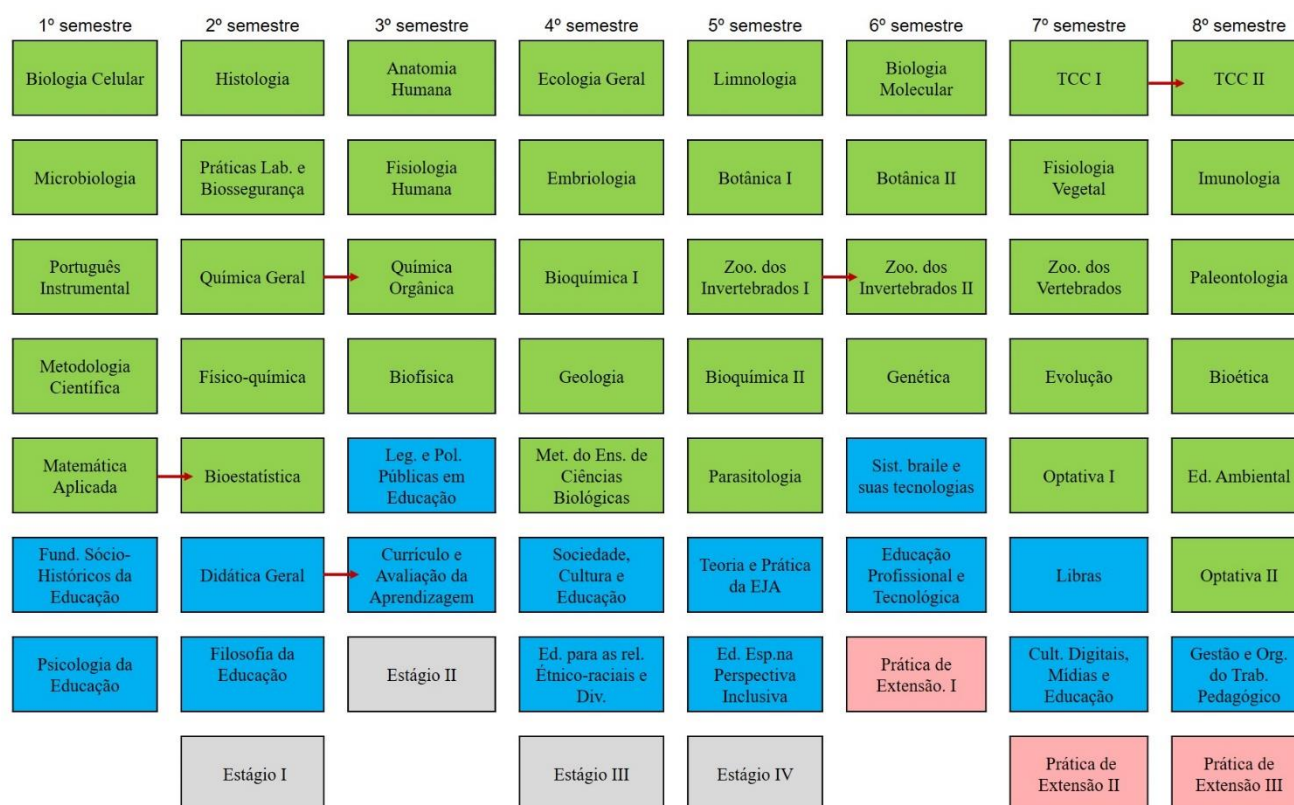 1º semestre
2º semestre
3º semestre
4º semestre
5º semestre
6º semestre
7º semestre
8º semestre
Biologia Celular
Histologia
Anatomia
Humana
Ecologia Geral
Limnologia
Biologia
Molecular
TCC I
TCC II
Microbiologia
Práticas Lab. e
Biossegurança
Fisiologia
Humana
Embriologia
Botânica I
Botânica II
Fisiologia
Vegetal
Imunologia
Português
Instrumental
Química Geral
Química
Orgânica
Bioquímica I
Zoo. dos
Invertebrados I
Zoo. dos
Invertebrados II
Zoo. dos
Vertebrados
Paleontologia
Metodologia
Científica
Físico-química
Biofísica
Geologia
Bioquímica II
Genética
Evolução
Bioética
Matemática
Aplicada
Bioestatística
Leg. e Pol.
Públicas em
Educação
Met. do Ens. de
Ciências
Biológicas
Parasitologia
Sist. braile e
suas tecnologias
Optativa I
Ed. Ambiental
Fund. Sócio-
Históricos da
Educação
Didática Geral
Currículo e
Avaliação da
Aprendizagem
Sociedade,
Cultura e
Educação
Teoria e Prática
da EJA
Educação
Profissional e
Tecnológica
Libras
Optativa II
Psicologia da
Educação
Filosofia da
Educação
Estágio II
Ed. para as rel.
Étnico-raciais e
Div.
Ed. Esp.na
Perspectiva
Inclusiva
Prática de
Extensão. I
Cult. Digitais,
Mídias e
Educação
Gestão e Org.
do Trab.
Pedagógico
Estágio I
Estágio III
Estágio IV
Prática de
Extensão II
Prática de
Extensão III